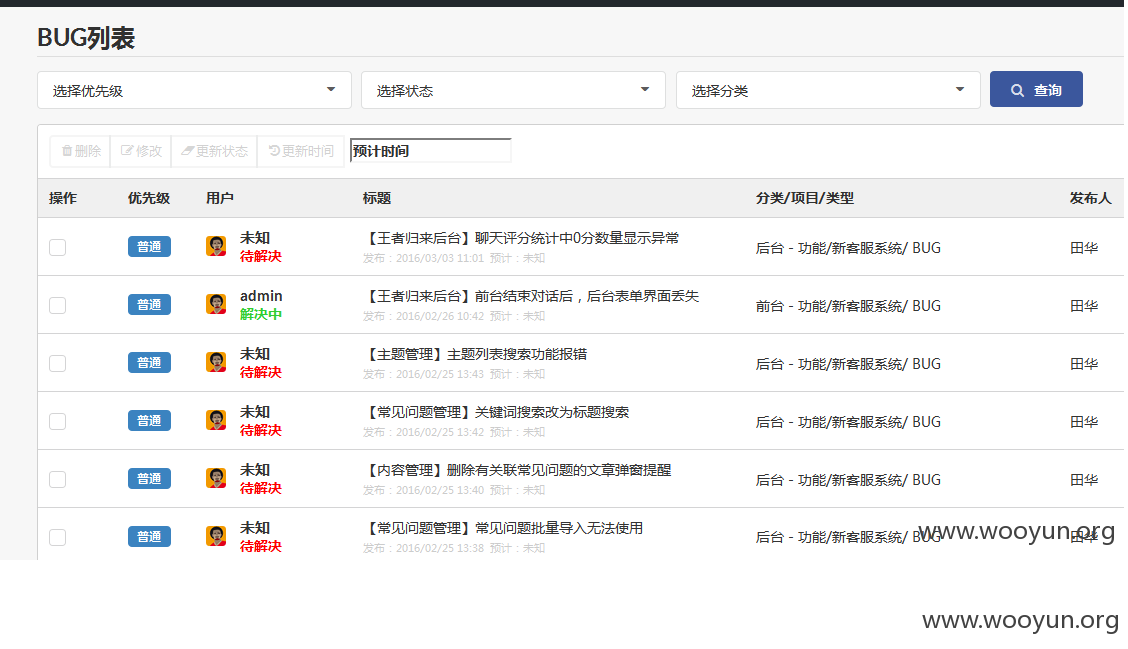 BUG列表
选择优先级 选择状态 选择分类 查询
删除 修改 更新状态 更新时间 预计时间
操作 优先级 用户 标题 分类/项目/类型 发布人
普通 未知 待解决 【王者归来后台】聊天评分统计中0分数量显示异常 后台 - 功能/新客服系统/ BUG 田华
发布：2016/03/03 11:01 预计：未知
普通 admin 解决中 【王者归来后台】前台结束对话后，后台表单界面丢失 前台 - 功能/新客服系统/ BUG 田华
发布：2016/02/26 10:42 预计：未知
普通 未知 待解决 【主题管理】主题列表搜索功能报错 后台 - 功能/新客服系统/ BUG 田华
发布：2016/02/25 13:43 预计：未知
普通 未知 待解决 【常见问题管理】关键词搜索改为标题搜索 后台 - 功能/新客服系统/ BUG 田华
发布：2016/02/25 13:42 预计：未知
普通 未知 待解决 【内容管理】删除有关联常见问题的文章弹窗提醒 后台 - 功能/新客服系统/ BUG 田华
发布：2016/02/25 13:40 预计：未知
普通 未知 待解决 【常见问题管理】常见问题批量导入无法使用 后台 - 功能/新客服系统/ BUG 田华
发布：2016/02/25 13:38 预计：未知
www.wooyun.org
www.wooyun.org